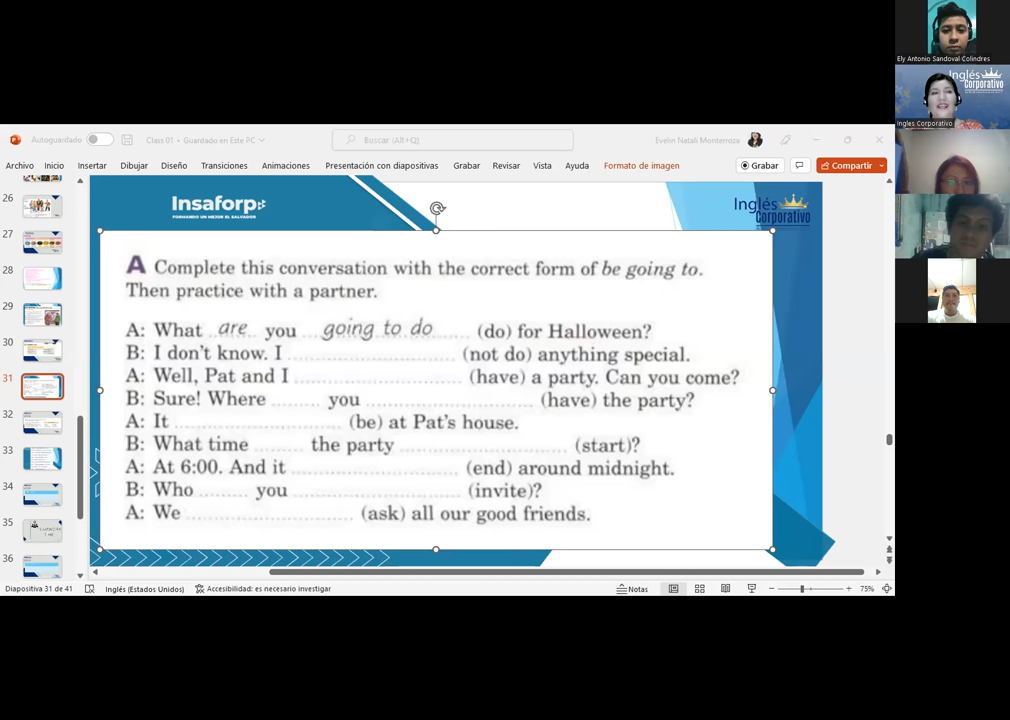 Autoguardado
Class 01 • Guardado en Este PC
Buscar (Alt+Q)
Evelin Natali Monterroza
Archivo Inicio Insertar Dibujar Diseño Transiciones Animaciones Presentación con diapositivas Grabar Revisar Vista Ayuda Formato de imagen
Grabar
Compartir
26
27
28
29
30
31
32
33
34
35
36
Insaforp
FORMANDO UN MEJOR EL SALVADOR
Inglés
Corporativo
A Complete this conversation with the correct form of be going to.
Then practice with a partner.
A: What are you going to do (do) for Halloween?
B: I don't know. I (not do) anything special.
A: Well, Pat and I (have) a party. Can you come?
B: Sure! Where you (have) the party?
A: It (be) at Pat's house.
B: What time the party (start)?
A: At 6:00. And it (end) around midnight.
B: Who you (invite)?
A: We (ask) all our good friends.
Diapositiva 31 de 41
Inglés (Estados Unidos)
Accesibilidad: es necesario investigar
Notas
75%
Ely Antonio Sandoval Colindres
Inglés
Corporativo
Ingles Corporativo